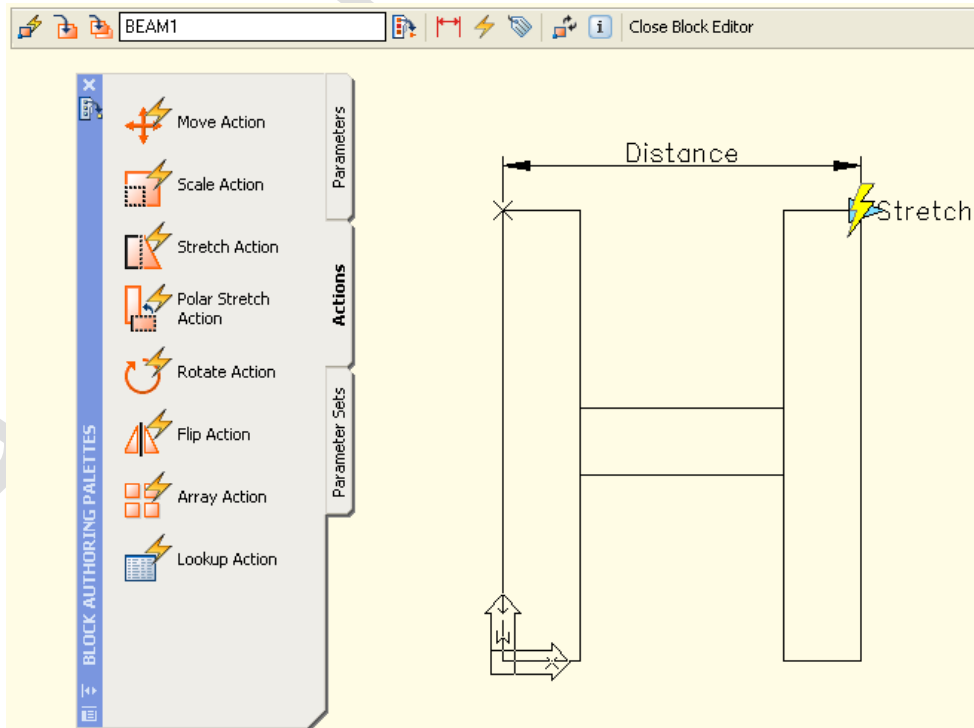 BEAM1
Close Block Editor
Move Action
Scale Action
Stretch Action
Polar Stretch
Action
Rotate Action
Flip Action
Array Action
Lookup Action
Parameters
Actions
Parameter Sets
BLOCK AUTHORING PALETTES
Distance
Stretch
W
X